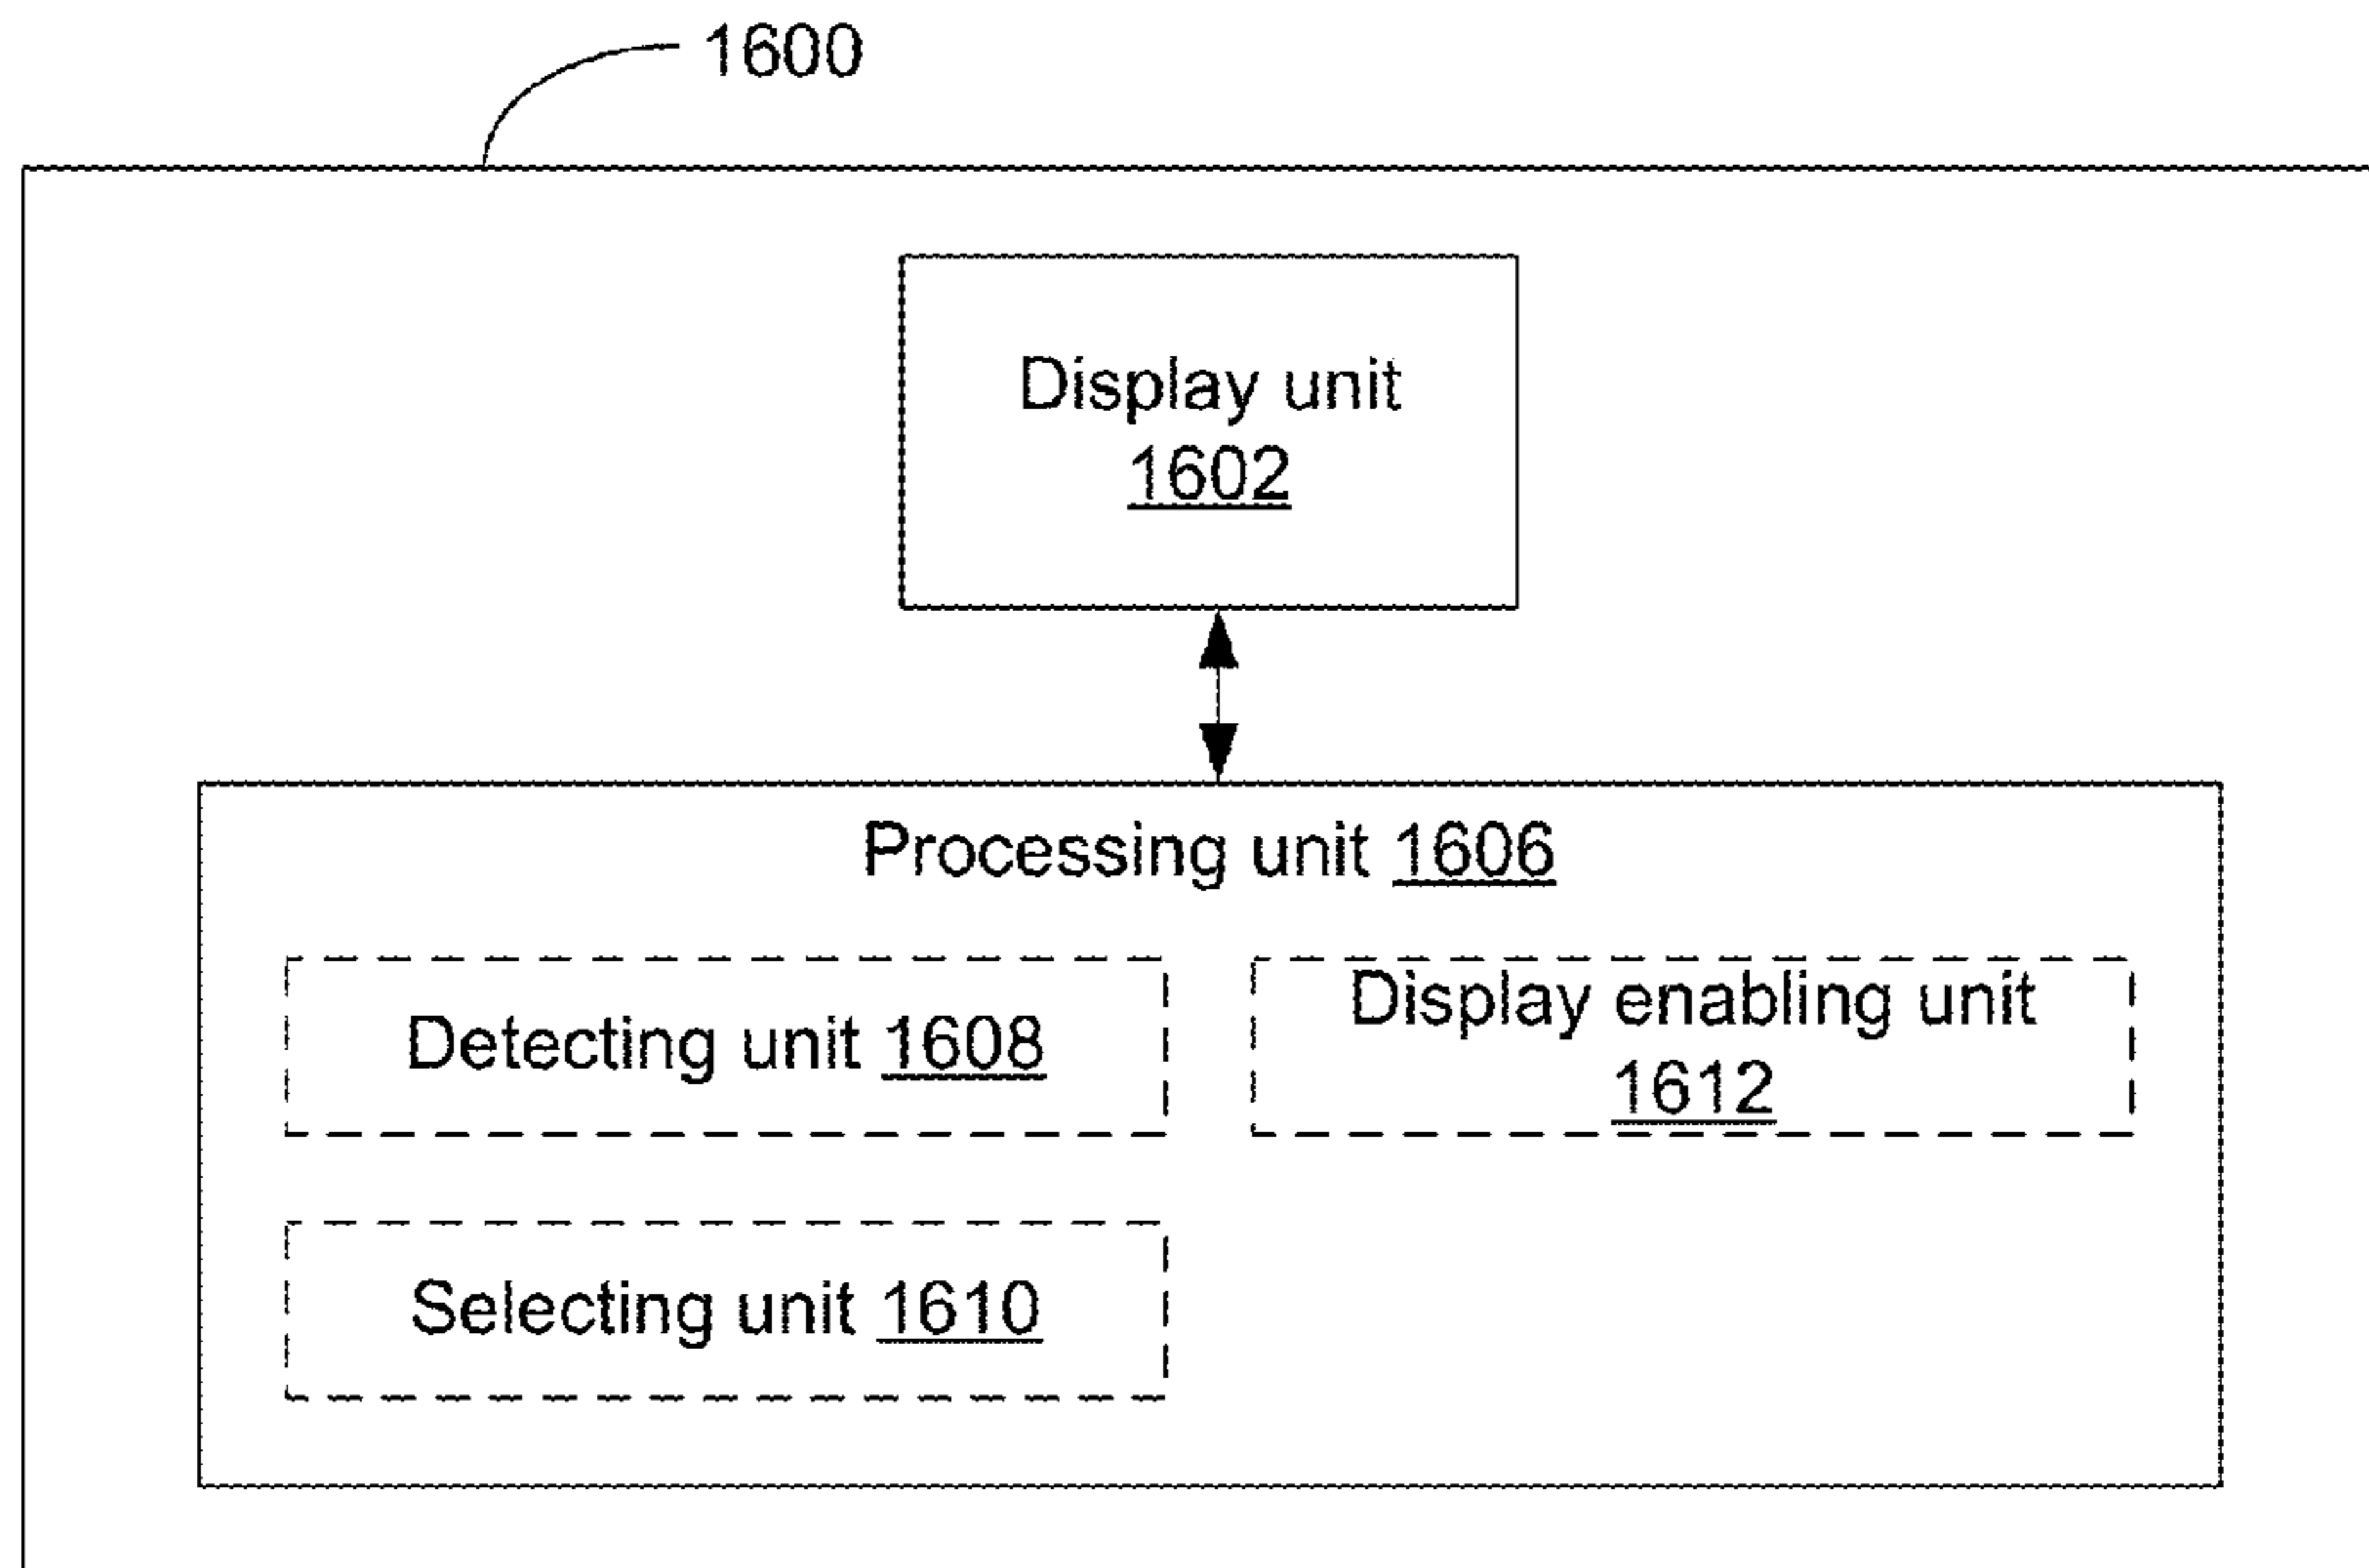 1600
Display unit
1602
Processing unit 1606
Detecting unit 1608
Display enabling unit
1612
Selecting unit 1610